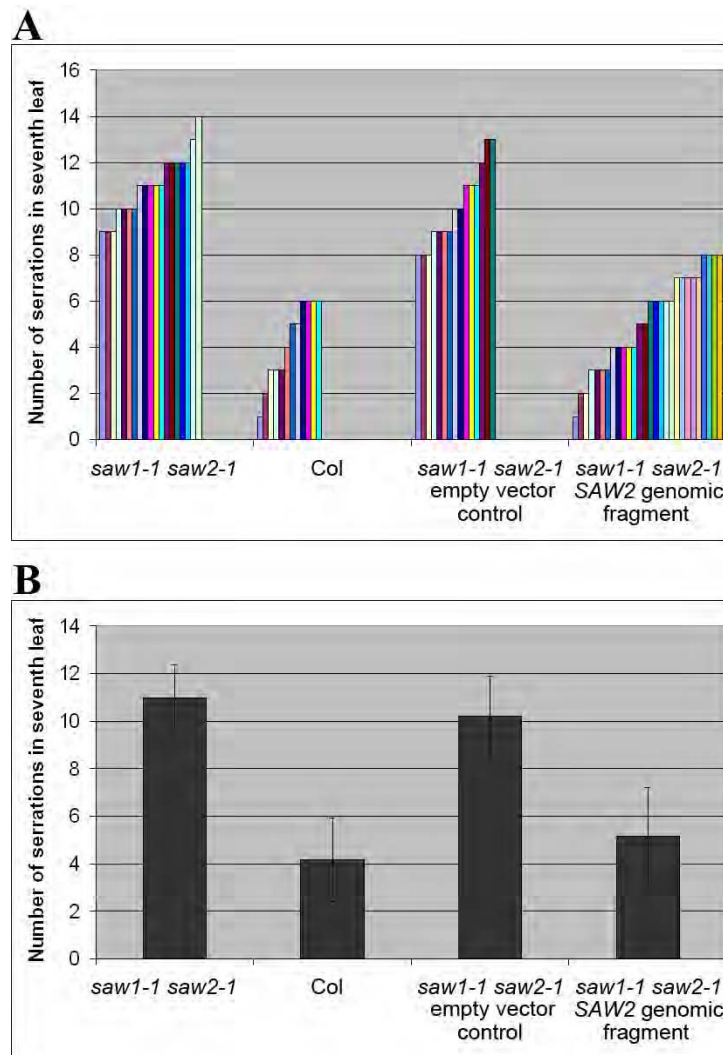 A
Number of serrations in seventh leaf
16
14
12
10
8
6
4
2
0
saw1-1 saw2-1
Col
saw1-1 saw2-1
empty vector
control
saw1-1 saw2-1
SAW2 genomic
fragment
B
Number of serrations in seventh leaf
14
12
10
8
6
4
2
0
saw1-1 saw2-1
Col
saw1-1 saw2-1
empty vector
control
saw1-1 saw2-1
SAW2 genomic
fragment